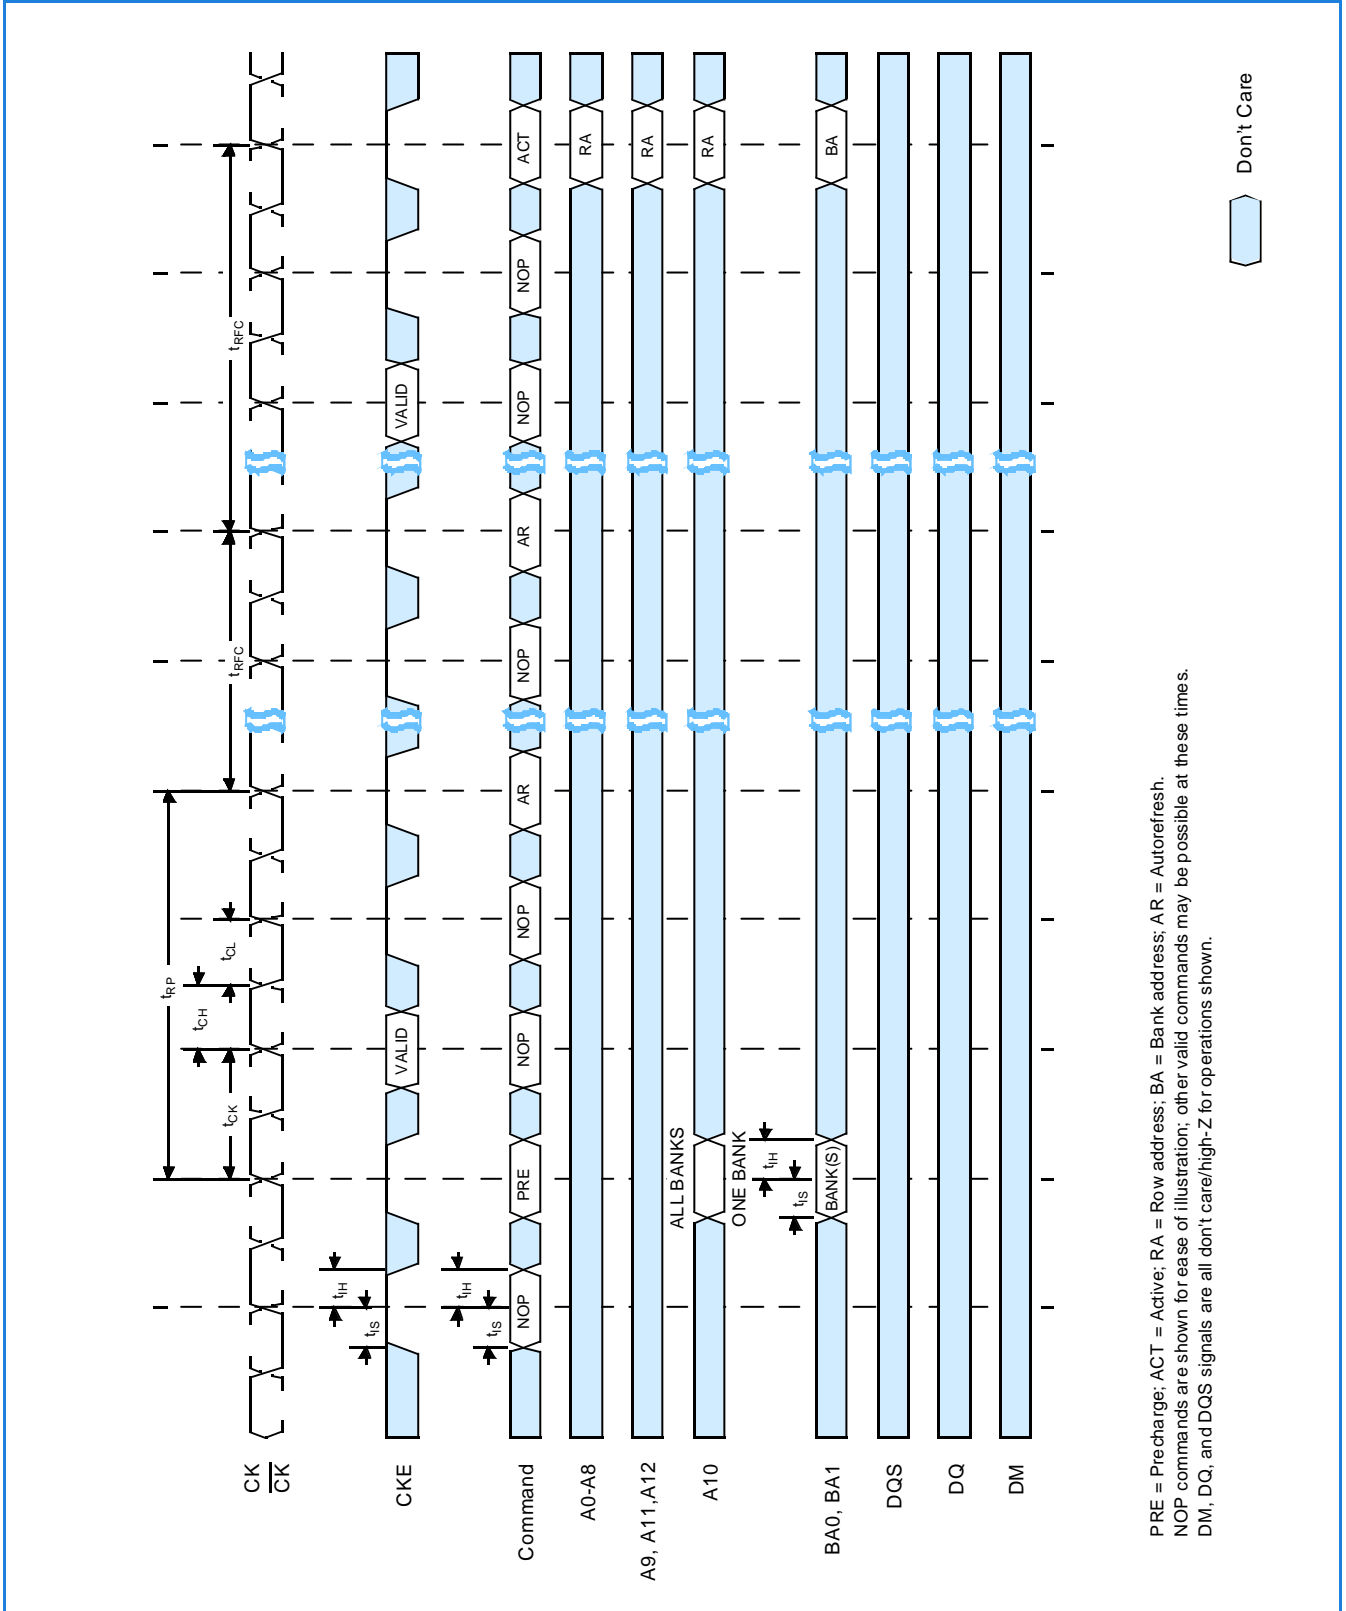 tRP
tCH
tCL
tCK
tRFC
tRFC
CK
CK
tIH
tIS
CKE
VALID
VALID
tIH
tIS
Command
NOP
PRE
NOP
NOP
AR
NOP
AR
NOP
NOP
ACT
A0-A8
RA
A9, A11,A12
RA
ALL BANKS
A10
RA
ONE BANK
tIH
tIS
BA0, BA1
BANK(S)
BA
DQS
DQ
DM
PRE = Precharge; ACT = Active; RA = Row address; BA = Bank address; AR = Autorefresh.
NOP commands are shown for ease of illustration; other valid commands may be possible at these times.
DM, DQ, and DQS signals are all don't care/high-Z for operations shown.
Don't Care